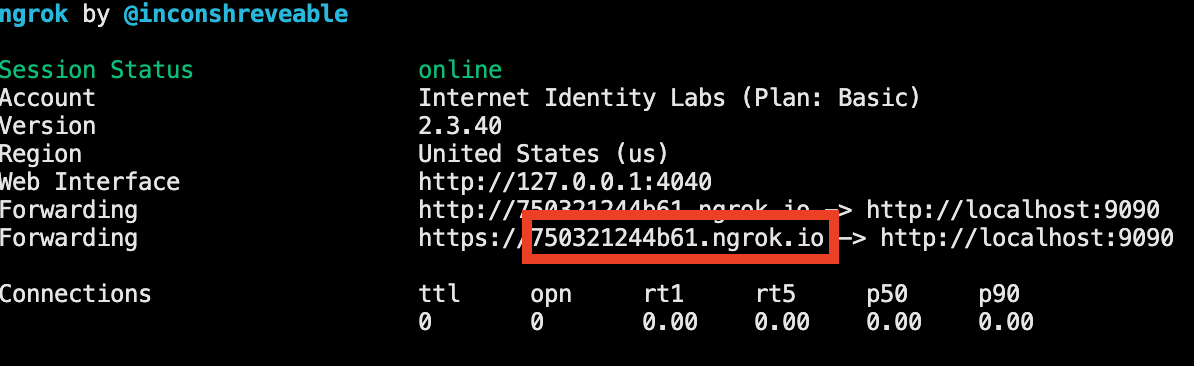 ngrok by @inconshreveable
Session Status online
Account Internet Identity Labs (Plan: Basic)
Version 2.3.40
Region United States (us)
Web Interface http://127.0.0.1:4040
Forwarding http://750321244b61.ngrok.io -> http://localhost:9090
Forwarding https://750321244b61.ngrok.io -> http://localhost:9090
Connections ttl opn rt1 rt5 p50 p90
0 0 0.00 0.00 0.00 0.00